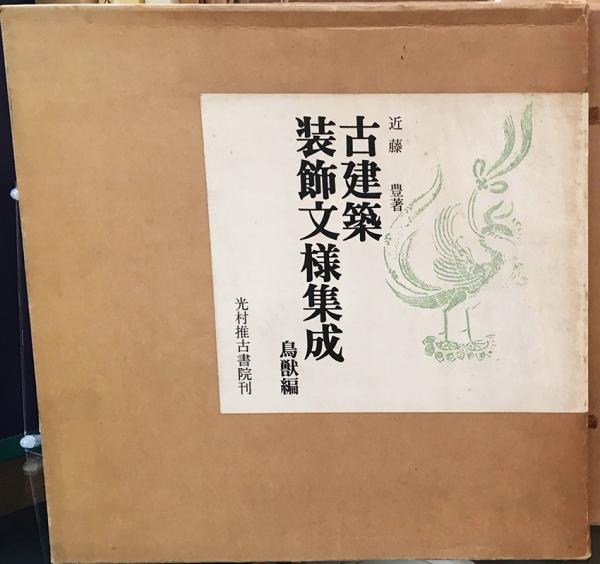 近藤 豊著
古建築
装飾文様集成
鳥獣編
光村推古書院刊